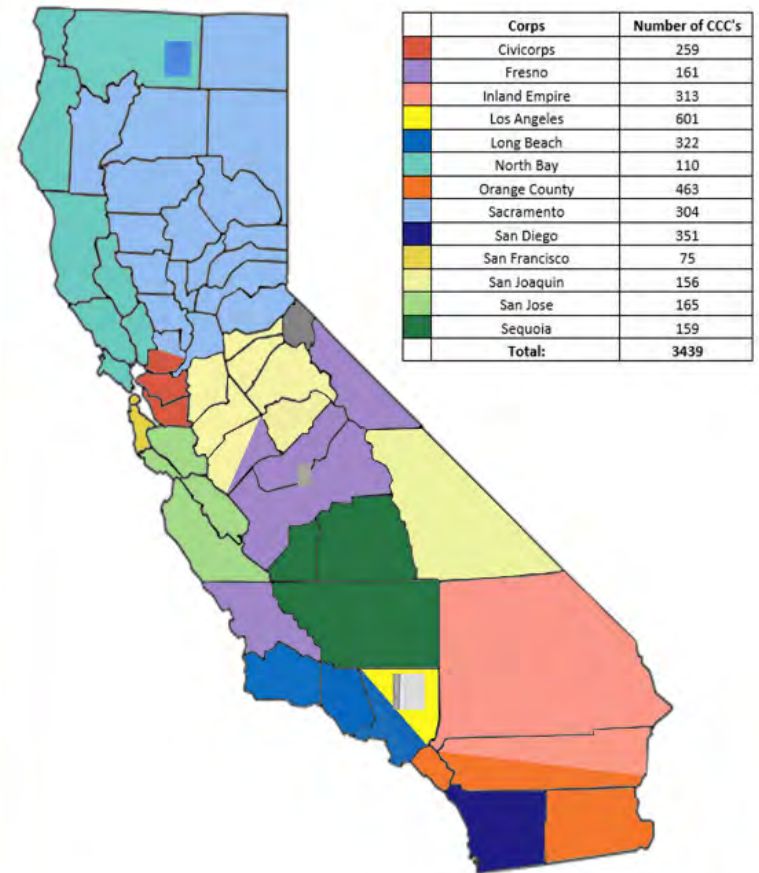 Corps Number of CCC's
Civicorps 259
Fresno 161
Inland Empire 313
Los Angeles 601
Long Beach 322
North Bay 110
Orange County 463
Sacramento 304
San Diego 351
San Francisco 75
San Joaquin 156
San Jose 165
Sequoia 159
Total: 3439